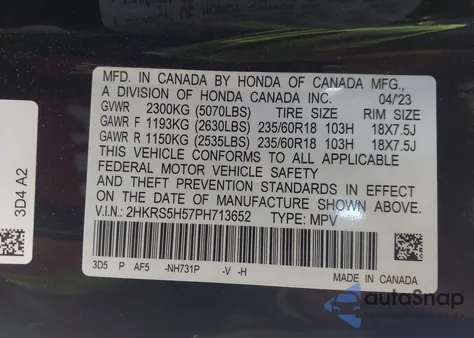 MFD. IN CANADA BY HONDA OF CANADA MFG.,
A DIVISION OF HONDA CANADA INC. 04/23
GVWR 2300KG (5070LBS) TIRE SIZE RIM SIZE
GAWR F 1193KG (2630LBS) 235/60R18 103H 18X7.5J
GAWR R 1150KG (2535LBS) 235/60R18 103H 18X7.5J
THIS VEHICLE CONFORMS TO ALL APPLICABLE
FEDERAL MOTOR VEHICLE SAFETY
AND THEFT PREVENTION STANDARDS IN EFFECT
ON THE DATE OF MANUFACTURE SHOWN ABOVE.
V.I.N.: 2HKRS5H57PH713652 TYPE: MPV
3D5 P AF5 -NH731P -V -H
MADE IN CANADA
3D4 A2
autoSnap